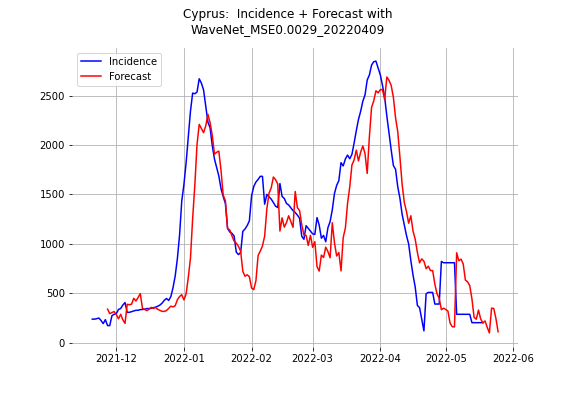 Cyprus:  Incidence + Forecast with
WaveNet_MSE0.0029_20220409
Incidence
Forecast
2500
2000
1500
1000
500
0
2021-12 2022-01 2022-02 2022-03 2022-04 2022-05 2022-06